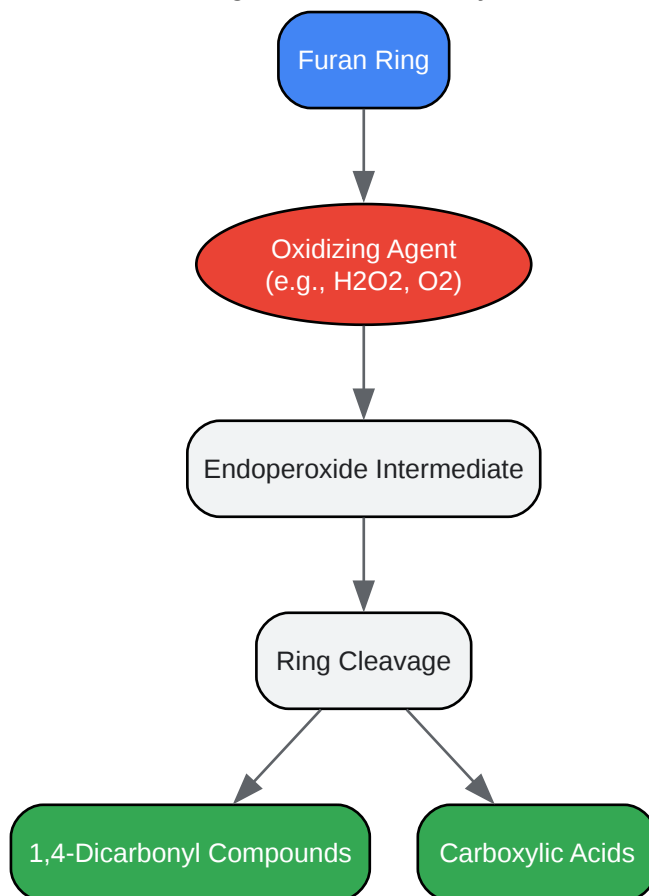 Furan Ring
Oxidizing Agent
(e.g., H2O2, O2)
Endoperoxide Intermediate
Ring Cleavage
1,4-Dicarbonyl Compounds
Carboxylic Acids